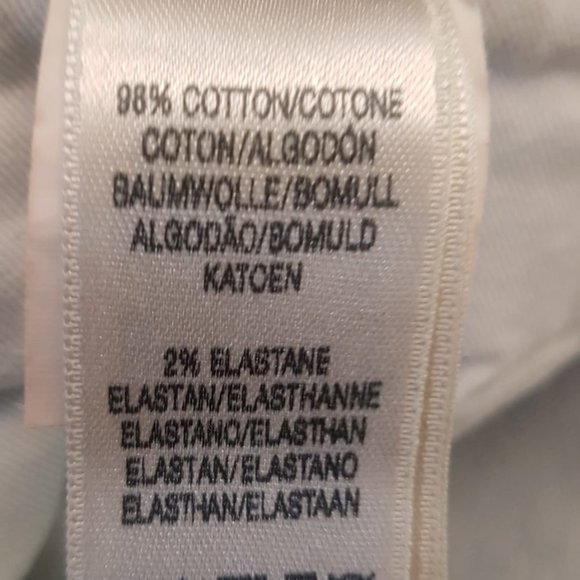 98% COTTON/COTONE
COTON/ALGODÓN
BAUMWOLLE/BOMULL
ALGODÃO/BOMULD
KATOEN
2% ELASTANE
ELASTAN/ELASTHANNE
ELASTANO/ELASTHAN
ELASTAN/ELASTANO
ELASTHAN/ELASTAAN